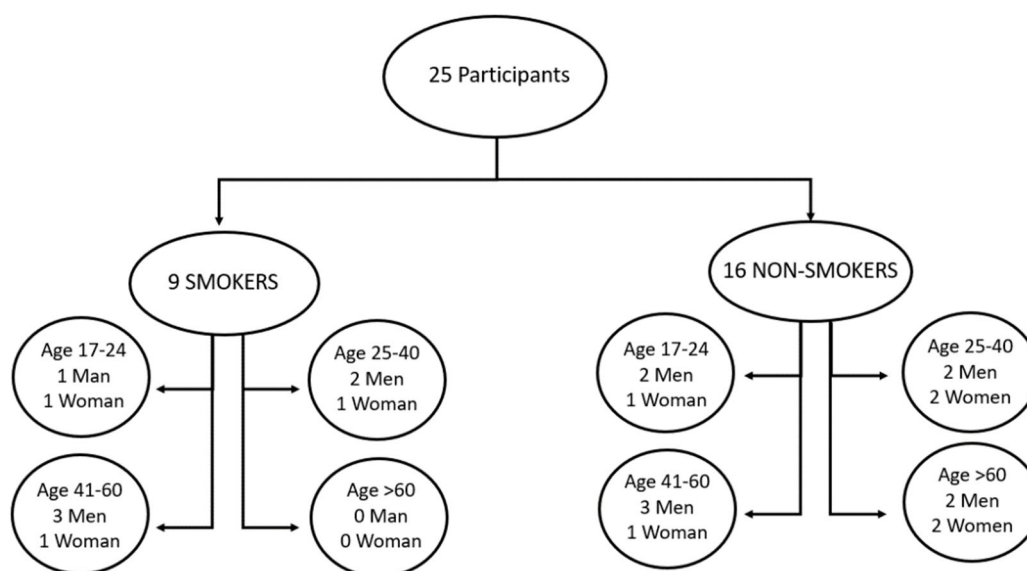 25 Participants
9 SMOKERS
16 NON-SMOKERS
Age 17-24
1 Man
1 Woman
Age 25-40
2 Men
1 Woman
Age 17-24
2 Men
1 Woman
Age 25-40
2 Men
2 Women
Age 41-60
3 Men
1 Woman
Age >60
0 Man
0 Woman
Age 41-60
3 Men
1 Woman
Age >60
2 Men
2 Women